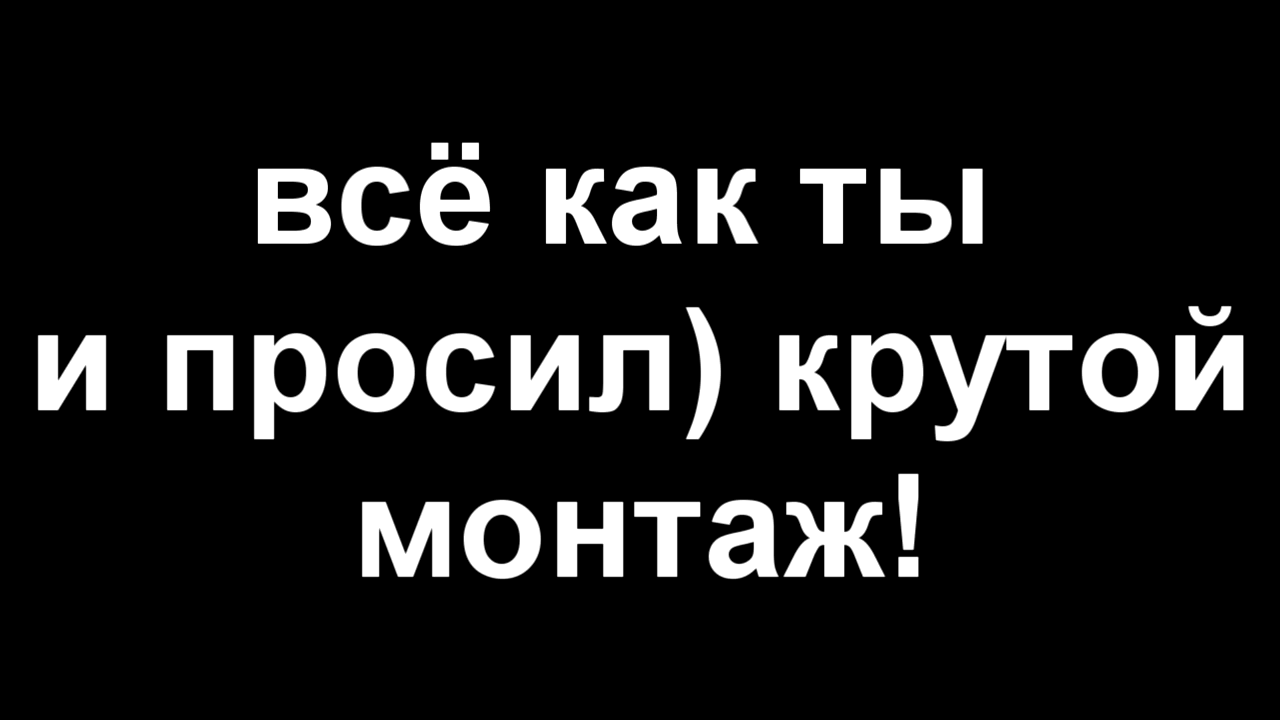 всё как ты
и просил) крутой
монтаж!